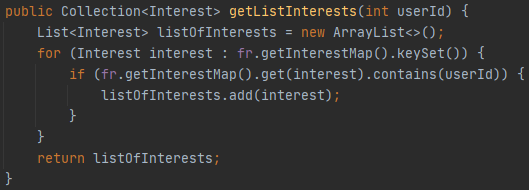 public Collection<Interest> getListInterests(int userId) {
    List<Interest> listOfInterests = new ArrayList<>();
    for (Interest interest : fr.getInterestMap().keySet()) {
        if (fr.getInterestMap().get(interest).contains(userId)) {
            listOfInterests.add(interest);
        }
    }
    return listOfInterests;
}